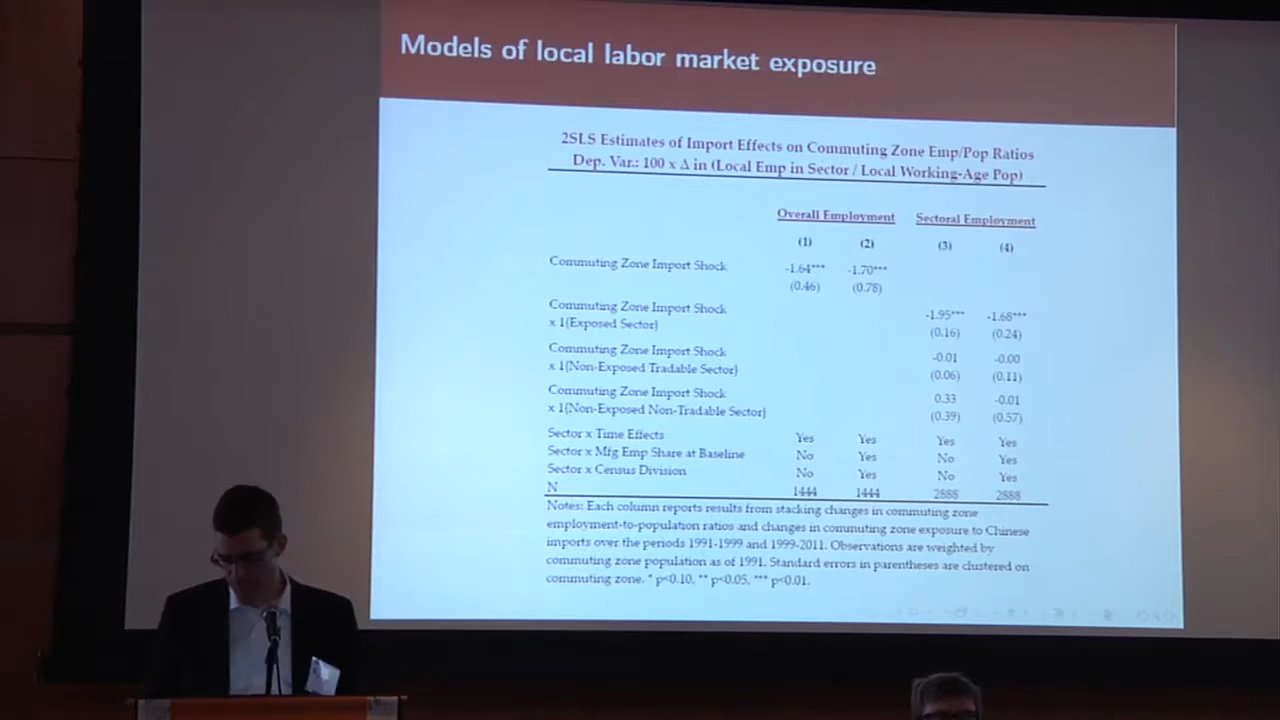 Models of local labor market exposure
2SLS Estimates of Import Effects on Commuting Zone Emp/Pop Ratios
Dep. Var.: 100 x Δ in (Local Emp in Sector / Local Working-Age Pop)
Overall Employment Sectoral Employment
(1) (2) (3) (4)
Commuting Zone Import Shock -1.64*** -1.70***
(0.46) (0.78)
Commuting Zone Import Shock
x 1{Exposed Sector} -1.95*** -1.68***
(0.16) (0.24)
Commuting Zone Import Shock
x 1{Non-Exposed Tradable Sector} -0.01 -0.00
(0.06) (0.11)
Commuting Zone Import Shock
x 1{Non-Exposed Non-Tradable Sector} 0.33 -0.01
(0.39) (0.57)
Sector x Time Effects Yes Yes Yes Yes
Sector x Mfg Emp Share at Baseline No Yes No Yes
Sector x Census Division No Yes No Yes
N 1444 1444 2888 2888
Notes: Each column reports results from stacking changes in commuting zone
employment-to-population ratios and changes in commuting zone exposure to Chinese
imports over the periods 1991-1999 and 1999-2011. Observations are weighted by
commuting zone population as of 1991. Standard errors in parentheses are clustered on
commuting zone. * p<0.10, ** p<0.05, *** p<0.01.